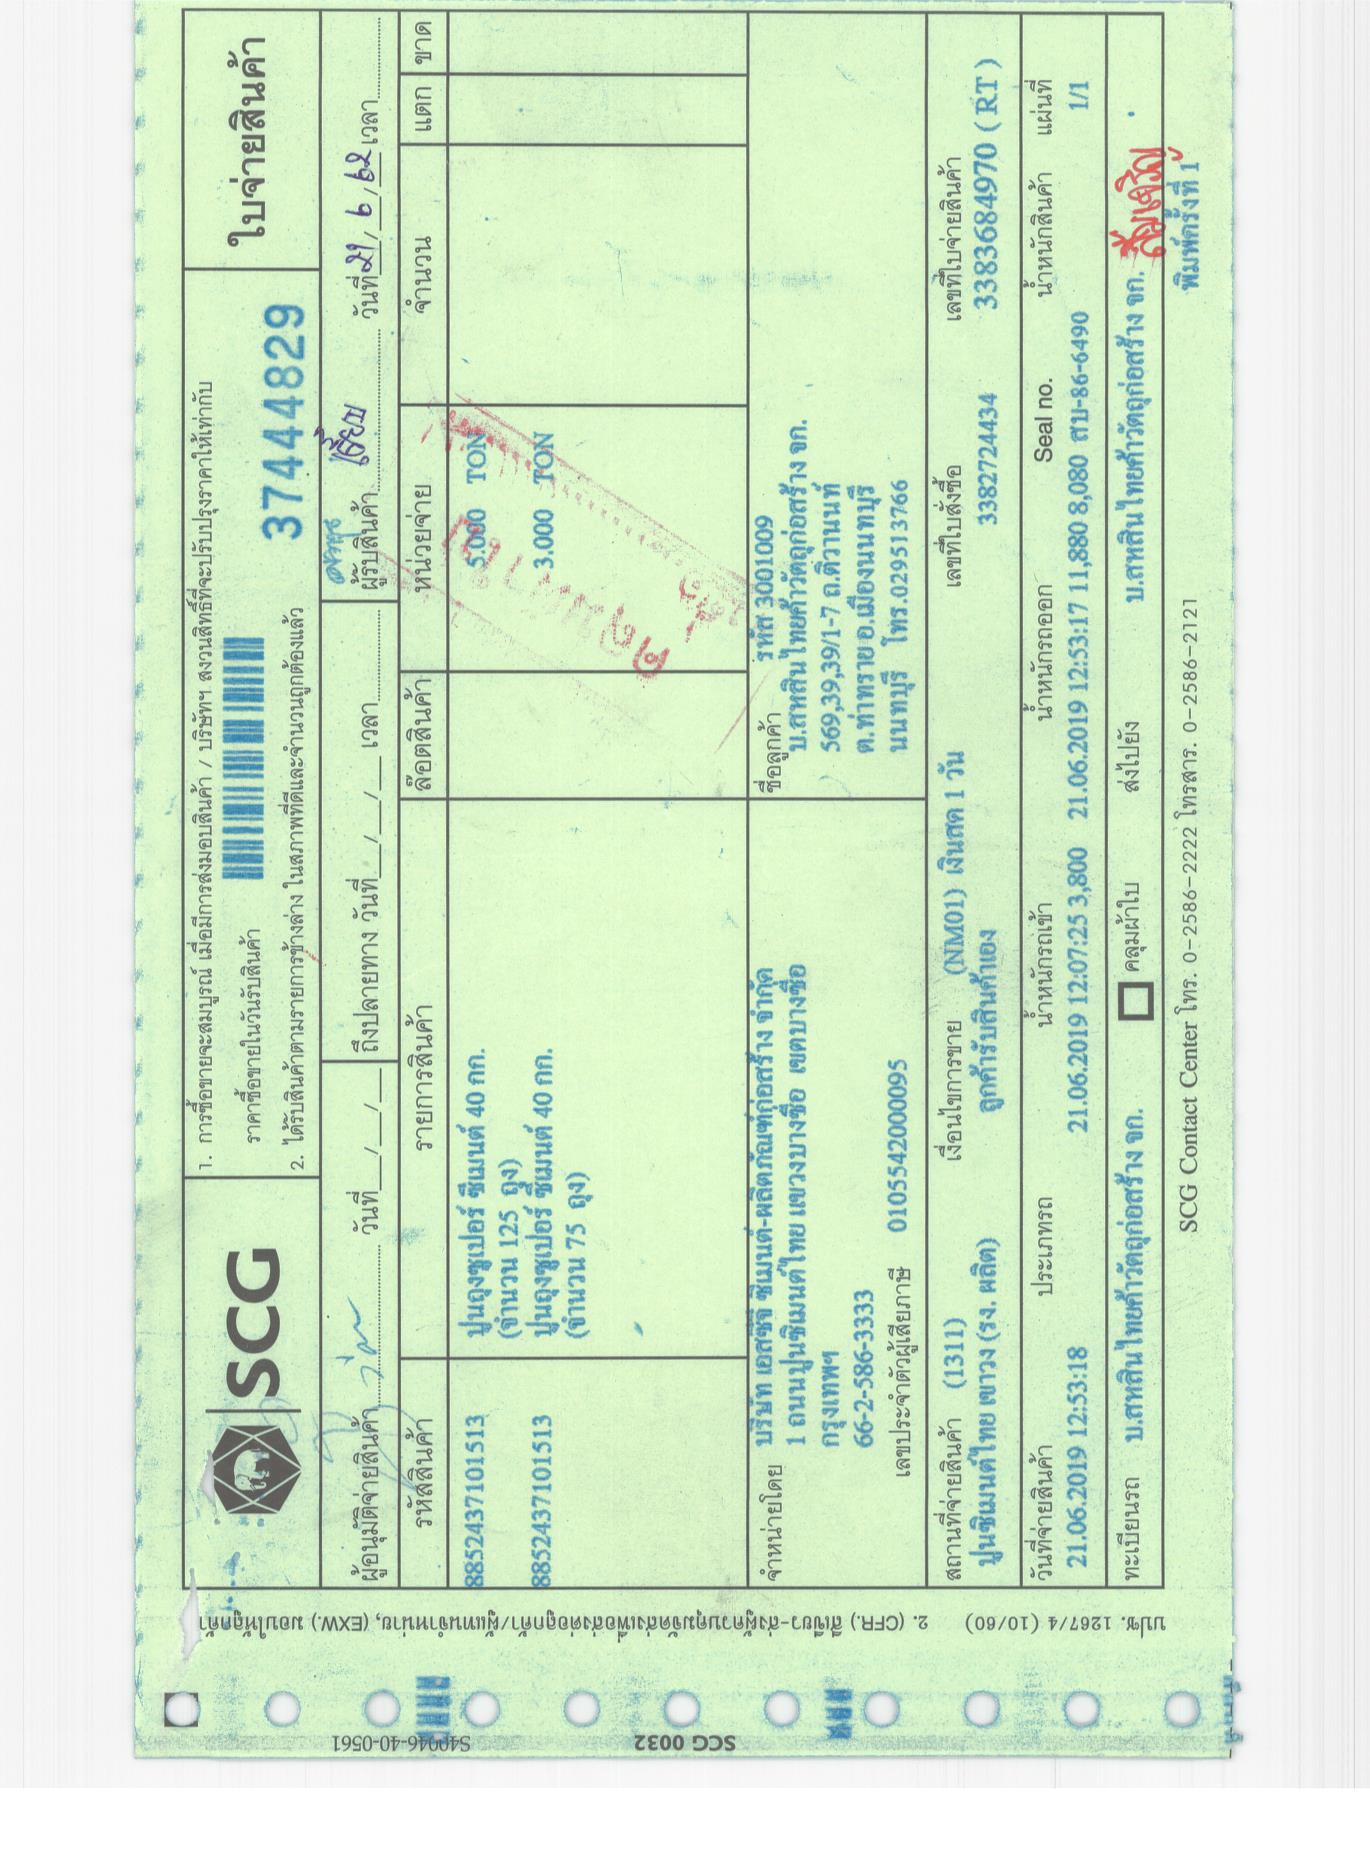 SCG
1. การซื้อขายจะสมบูรณ์ เมื่อมีการส่งมอบสินค้า / บริษัทฯ สงวนสิทธิ์ที่จะปรับปรุงราคาให้เท่ากับ
ราคาซื้อขายในวันรับสินค้า
2. ได้รับสินค้าตามรายการข้างล่าง ในสภาพที่ดีและจำนวนถูกต้องแล้ว
37444829
ใบจ่ายสินค้า
ผู้อนุมัติจ่ายสินค้า วันที่ / / ถึงปลายทาง วันที่ / / เวลา ผู้รับสินค้า วันที่ 21/6/62 เวลา
รหัสสินค้า รายการสินค้า ล๊อตสินค้า หน่วยจ่าย จำนวน แตก ขาด
8852437101513 ปูนถุงซูเปอร์ ซีเมนต์ 40 กก. 5.000 TON
(จำนวน 125 ถุง)
8852437101513 ปูนถุงซูเปอร์ ซีเมนต์ 40 กก. 3.000 TON
(จำนวน 75 ถุง)
จำหน่ายโดย บริษัท เอสซีจี ซิเมนต์-ผลิตภัณฑ์ก่อสร้าง จำกัด
1 ถนนปูนซิเมนต์ไทย แขวงบางซื่อ เขตบางซื่อ
กรุงเทพฯ
66-2-586-3333
เลขประจำตัวผู้เสียภาษี 0105542000095
ชื่อลูกค้า รหัส 3001009
บ.สหสินไทยค้าวัตถุก่อสร้าง จก.
569,39,39/1-7 ถ.ติวานนท์
ต.ท่าทราย อ.เมืองนนทบุรี
นนทบุรี โทร.029513766
สถานที่จ่ายสินค้า (1311) เงื่อนไขการขาย (NM01) เงินสด 1 วัน เลขที่ใบสั่งซื้อ เลขที่ใบจ่ายสินค้า
ปูนซิเมนต์ไทย เขาวง (รง. ผลิต) ลูกค้ารับสินค้าเอง 3382724434 3383684970 ( RT )
วันที่จ่ายสินค้า ประเภทรถ น้ำหนักรถเข้า น้ำหนักรถออก Seal no. น้ำหนักสินค้า แผ่นที่
21.06.2019 12:53:18 21.06.2019 12:07:25 3,800 21.06.2019 12:53:17 11,880 8,080 สบ-86-6490 1/1
ทะเบียนรถ บ.สหสินไทยค้าวัตถุก่อสร้าง จก. คลุมผ้าใบ ส่งไปยัง บ.สหสินไทยค้าวัตถุก่อสร้าง จก.
SCG Contact Center โทร. 0-2586-2222 โทรสาร. 0-2586-2121
พิมพ์ครั้งที่ 1
S40046-40-0561
SCG 0032
บปซ. 1267/4 (10/60) 2. (CFR.) สีเขียว-ส่งผู้ควบคุมจัดส่งเพื่อส่งต่อลูกค้า/ผู้แทนจำหน่าย, (EXW.) มอบให้ลูกค้า
คลุมผ้าใบ